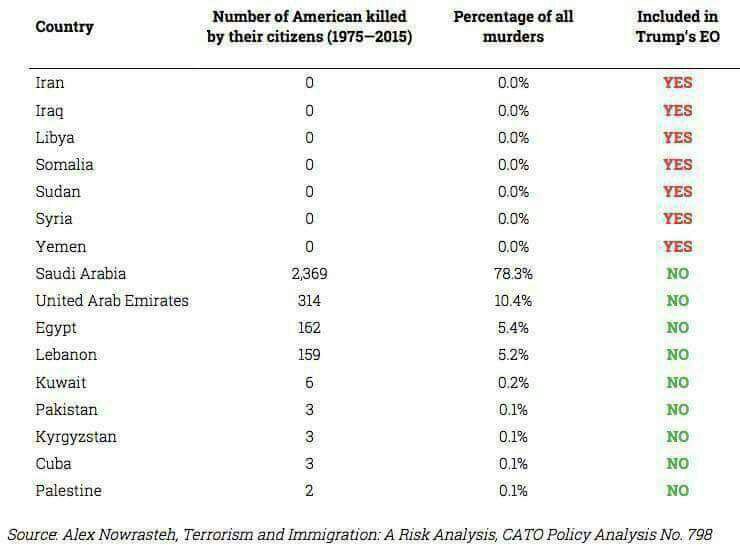 Country Number of American killed by their citizens (1975—2015) Percentage of all murders Included in Trump's EO
Iran 0 0.0% YES
Iraq 0 0.0% YES
Libya 0 0.0% YES
Somalia 0 0.0% YES
Sudan 0 0.0% YES
Syria 0 0.0% YES
Yemen 0 0.0% YES
Saudi Arabia 2,369 78.3% NO
United Arab Emirates 314 10.4% NO
Egypt 162 5.4% NO
Lebanon 159 5.2% NO
Kuwait 6 0.2% NO
Pakistan 3 0.1% NO
Kyrgyzstan 3 0.1% NO
Cuba 3 0.1% NO
Palestine 2 0.1% NO
Source: Alex Nowrasteh, Terrorism and Immigration: A Risk Analysis, CATO Policy Analysis No. 798